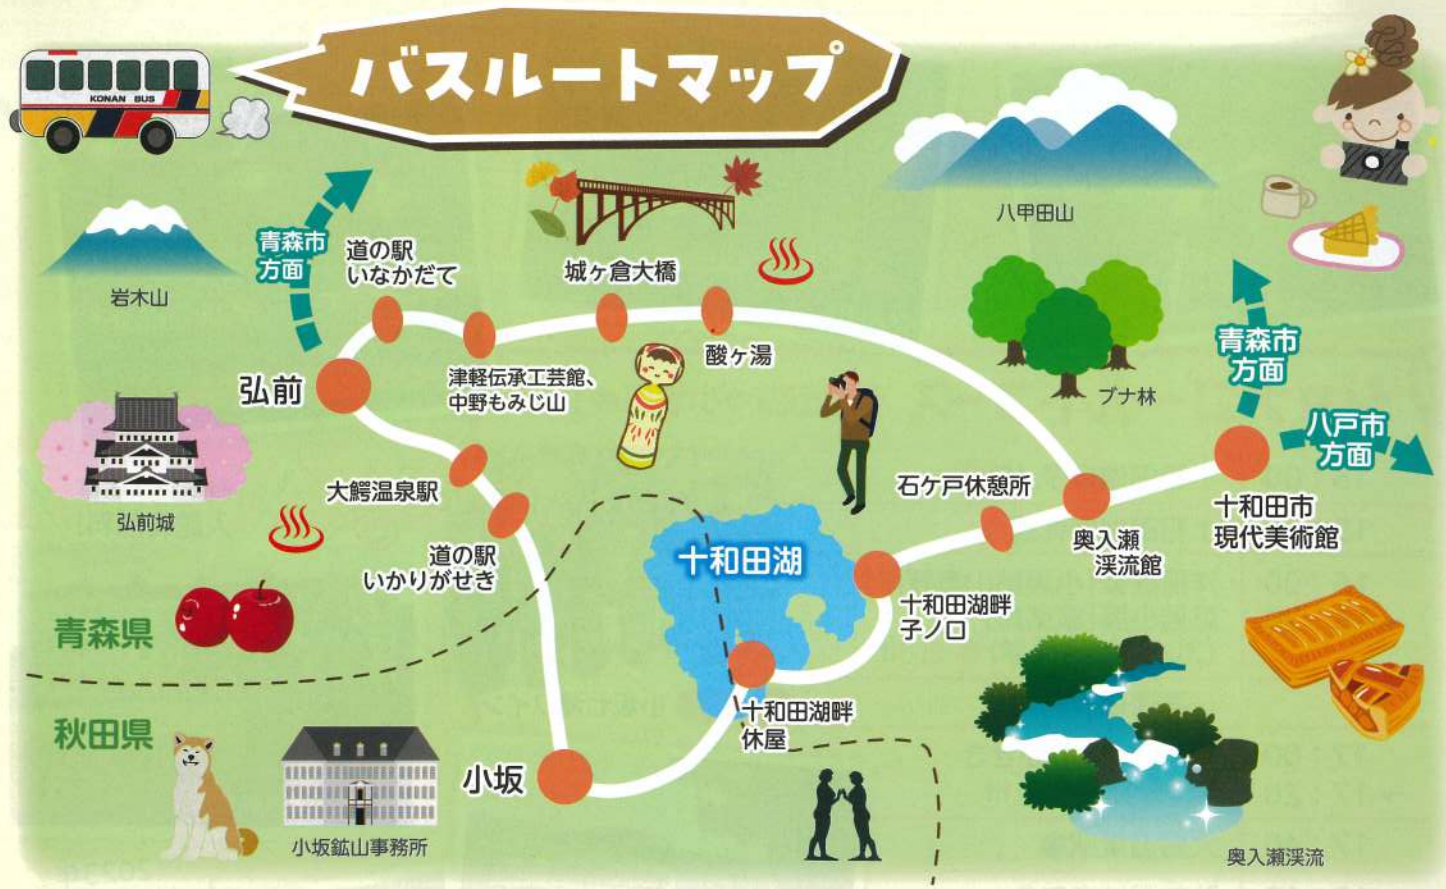 バスルートマップ
KONAN BUS
八甲田山
岩木山
青森市
方面
道の駅
いなかだて
城ヶ倉大橋
酸ヶ湯
津軽伝承工芸館、
中野もみじ山
弘前
弘前城
ブナ林
青森市
方面
八戸市
方面
十和田市
現代美術館
大鰐温泉駅
道の駅
いかりがせき
石ケ戸休憩所
奥入瀬
渓流館
十和田湖
十和田湖畔
子ノ口
青森県
秋田県
十和田湖畔
休屋
小坂
小坂鉱山事務所
奥入瀬渓流